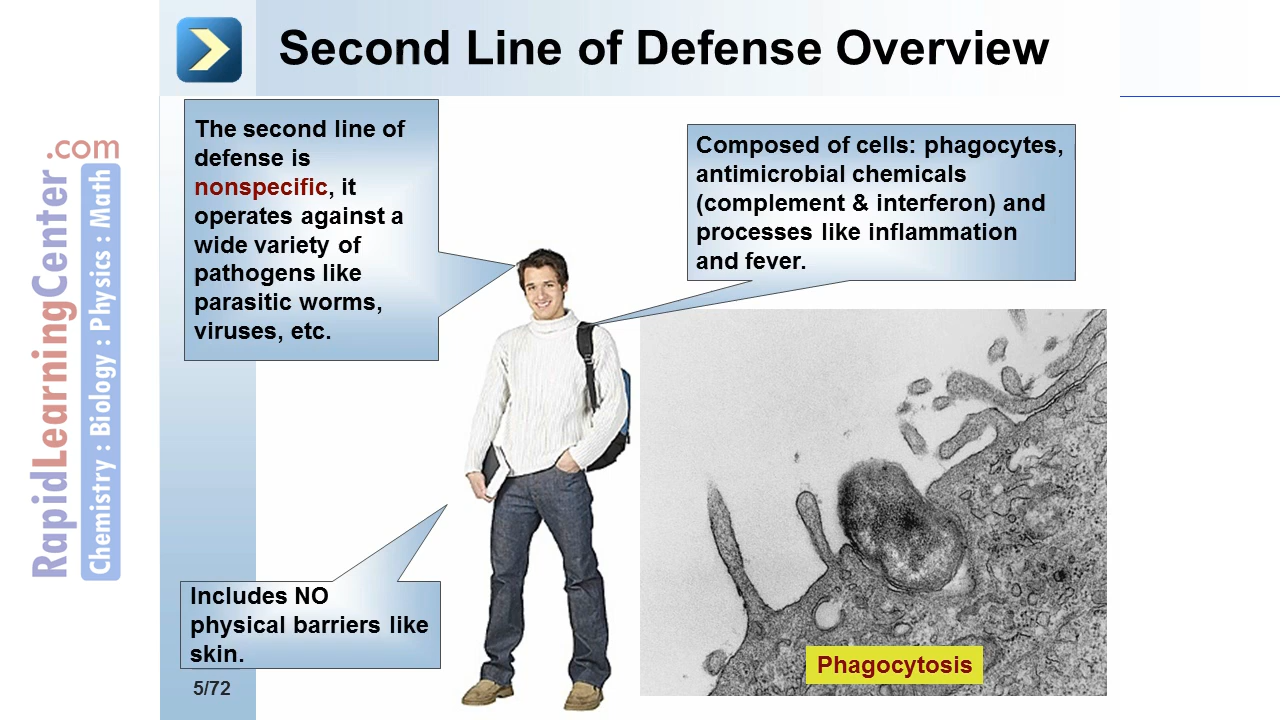 Second Line of Defense Overview
The second line of
defense is
nonspecific, it
operates against a
wide variety of
pathogens like
parasitic worms,
viruses, etc.
Composed of cells: phagocytes,
antimicrobial chemicals
(complement & interferon) and
processes like inflammation
and fever.
Includes NO
physical barriers like
skin.
Phagocytosis
5/72
RapidLearningCenter.com
Chemistry : Biology : Physics : Math